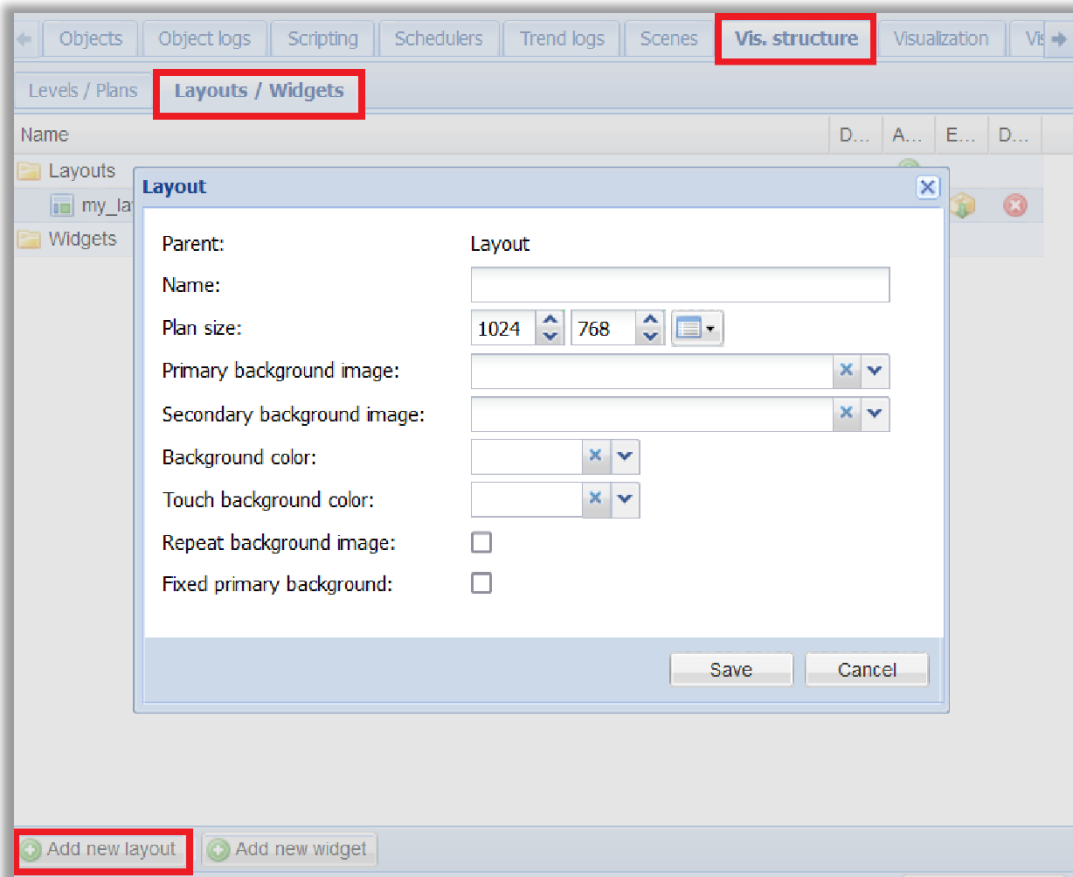 Objects Object logs Scripting Schedulers Trend logs Scenes Vis. structure Visualization Vis
Levels / Plans Layouts / Widgets
Name D... A... E... D...
Layouts
Layout
my_la
Widgets
Parent: Layout
Name:
Plan size: 1024 768
Primary background image:
Secondary background image:
Background color:
Touch background color:
Repeat background image:
Fixed primary background:
Save Cancel
Add new layout Add new widget